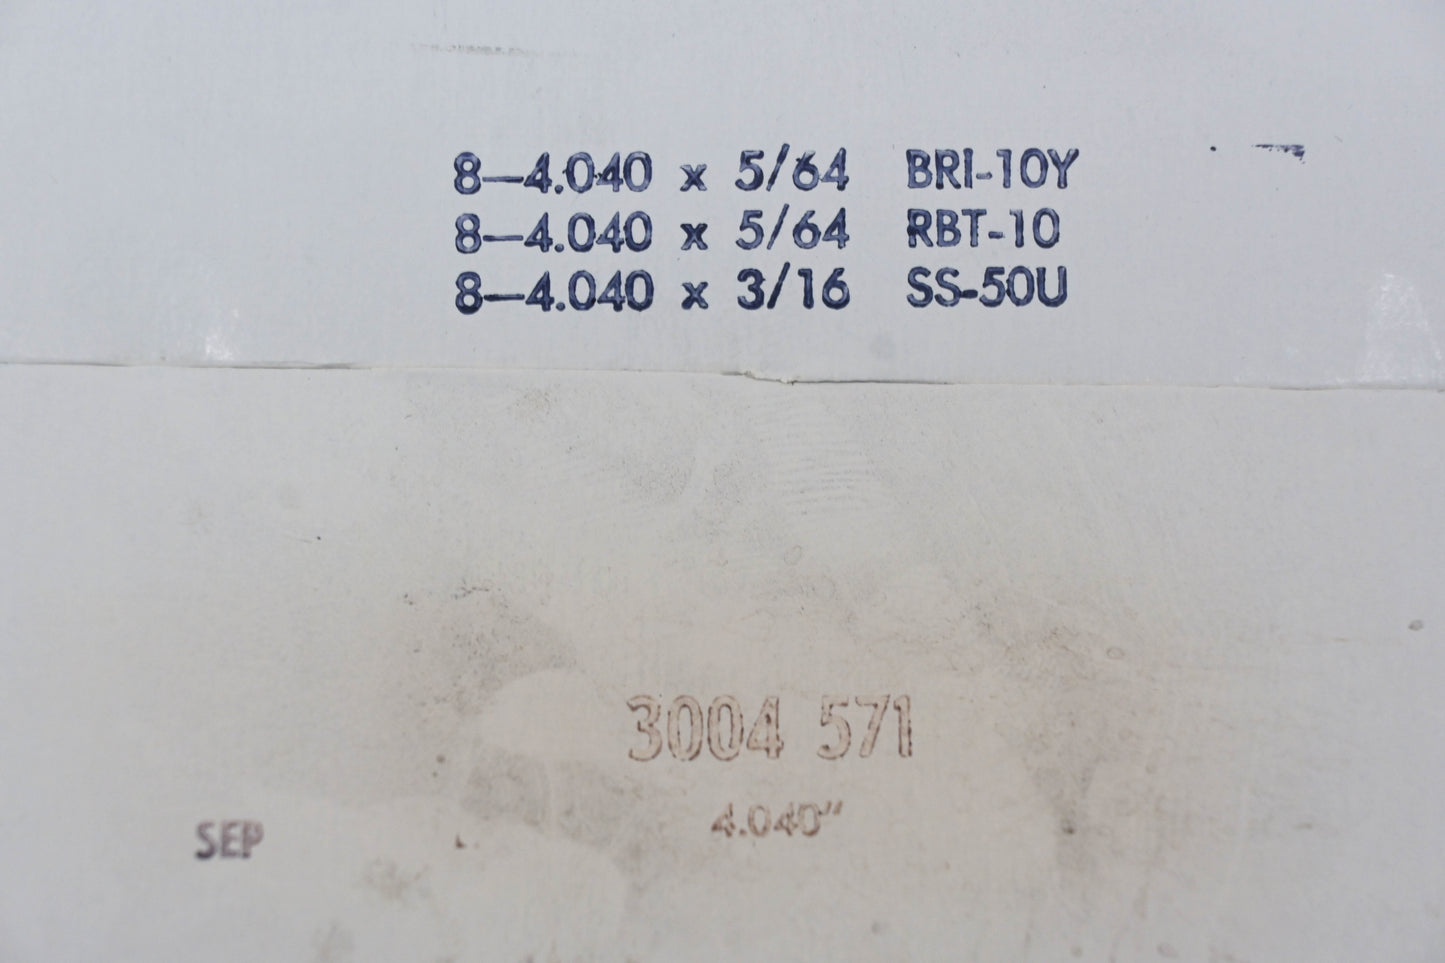 8—4.040 x 5/64 BRI-10Y
8—4.040 x 5/64 RBT-10
8—4.040 x 3/16 SS-50U
3004 571
4.040"
SEP